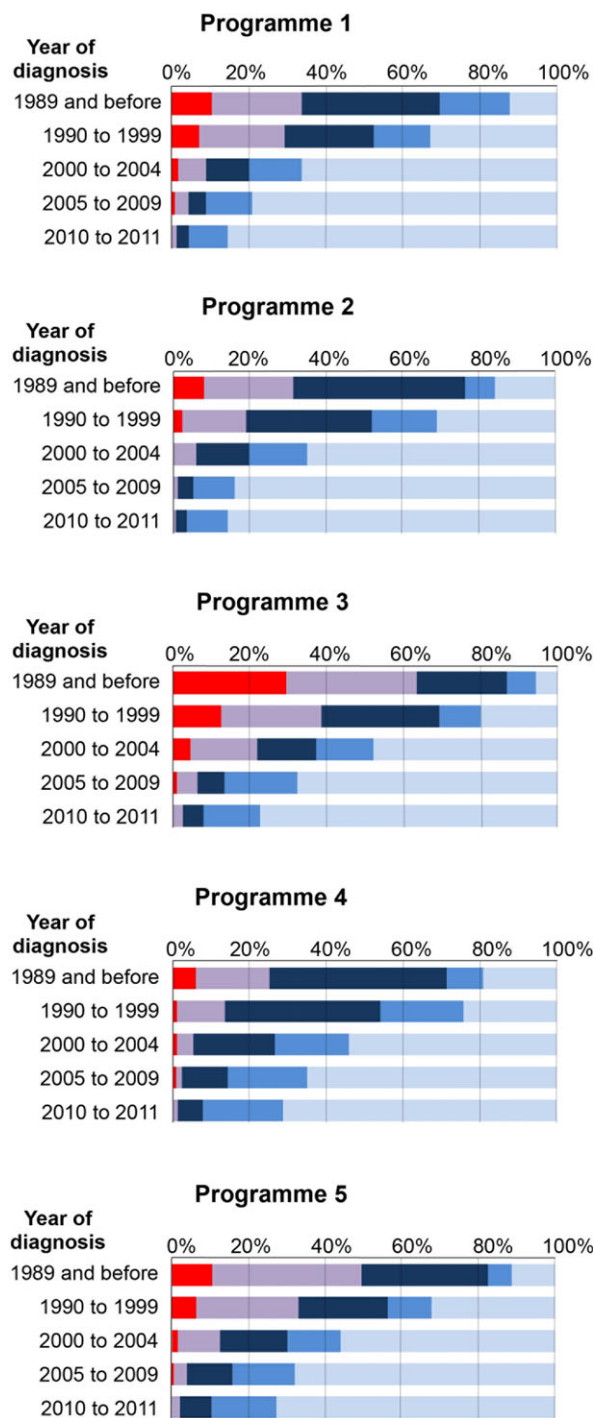 Programme 1
Year of
diagnosis
0% 20% 40% 60% 80% 100%
1989 and before
1990 to 1999
2000 to 2004
2005 to 2009
2010 to 2011
Programme 2
Year of
diagnosis
0% 20% 40% 60% 80% 100%
1989 and before
1990 to 1999
2000 to 2004
2005 to 2009
2010 to 2011
Programme 3
Year of
diagnosis
0% 20% 40% 60% 80% 100%
1989 and before
1990 to 1999
2000 to 2004
2005 to 2009
2010 to 2011
Programme 4
Year of
diagnosis
0% 20% 40% 60% 80% 100%
1989 and before
1990 to 1999
2000 to 2004
2005 to 2009
2010 to 2011
Programme 5
Year of
diagnosis
0% 20% 40% 60% 80% 100%
1989 and before
1990 to 1999
2000 to 2004
2005 to 2009
2010 to 2011